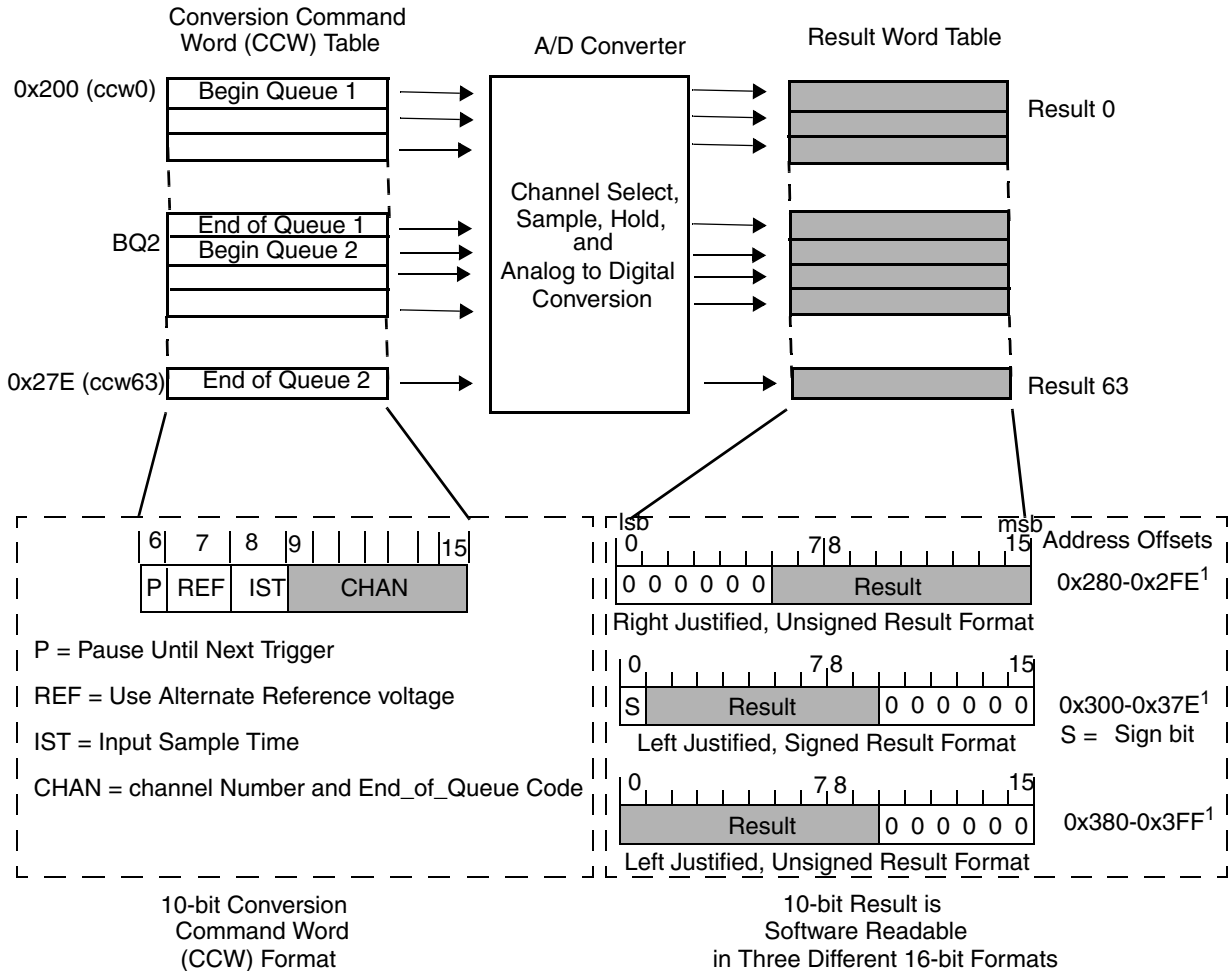 Conversion Command
Word (CCW) Table
A/D Converter
Result Word Table
0x200 (ccw0)
Begin Queue 1
Result 0
Channel Select,
Sample, Hold,
and
Analog to Digital
Conversion
End of Queue 1
BQ2
Begin Queue 2
0x27E (ccw63)
End of Queue 2
Result 63
6 7 8 9 15
P REF IST CHAN
P = Pause Until Next Trigger
REF = Use Alternate Reference voltage
IST = Input Sample Time
CHAN = channel Number and End_of_Queue Code
10-bit Conversion
Command Word
(CCW) Format
lsb msb
0 7 8 15 Address Offsets
0 0 0 0 0 0 Result 0x280-0x2FE1
Right Justified, Unsigned Result Format
0 7 8 15
S Result 0 0 0 0 0 0 0x300-0x37E1
S = Sign bit
Left Justified, Signed Result Format
0 7 8 15
Result 0 0 0 0 0 0 0x380-0x3FF1
Left Justified, Unsigned Result Format
10-bit Result is
Software Readable
in Three Different 16-bit Formats